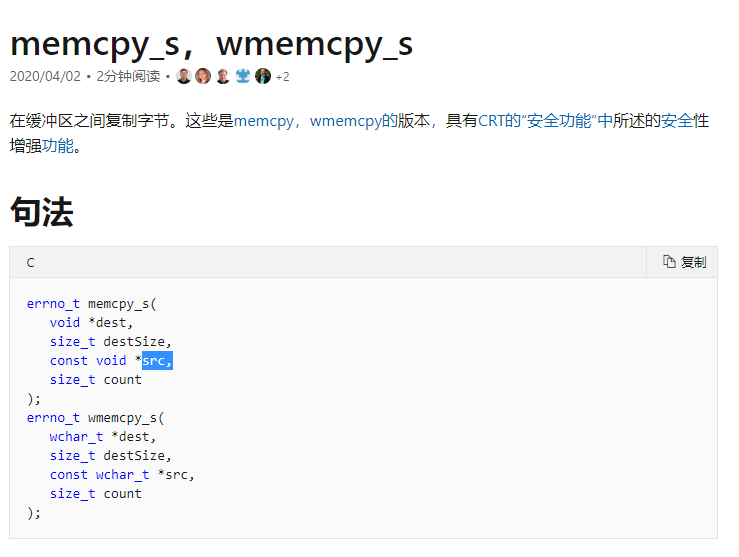 memcpy_s，wmemcpy_s
2020/04/02 • 2分钟阅读 • +2
在缓冲区之间复制字节。这些是memcpy，wmemcpy的版本，具有CRT的“安全功能”中所述的安全性
增强功能。
句法
C 复制
errno_t memcpy_s(
void *dest,
size_t destSize,
const void *src,
size_t count
);
errno_t wmemcpy_s(
wchar_t *dest,
size_t destSize,
const wchar_t *src,
size_t count
);